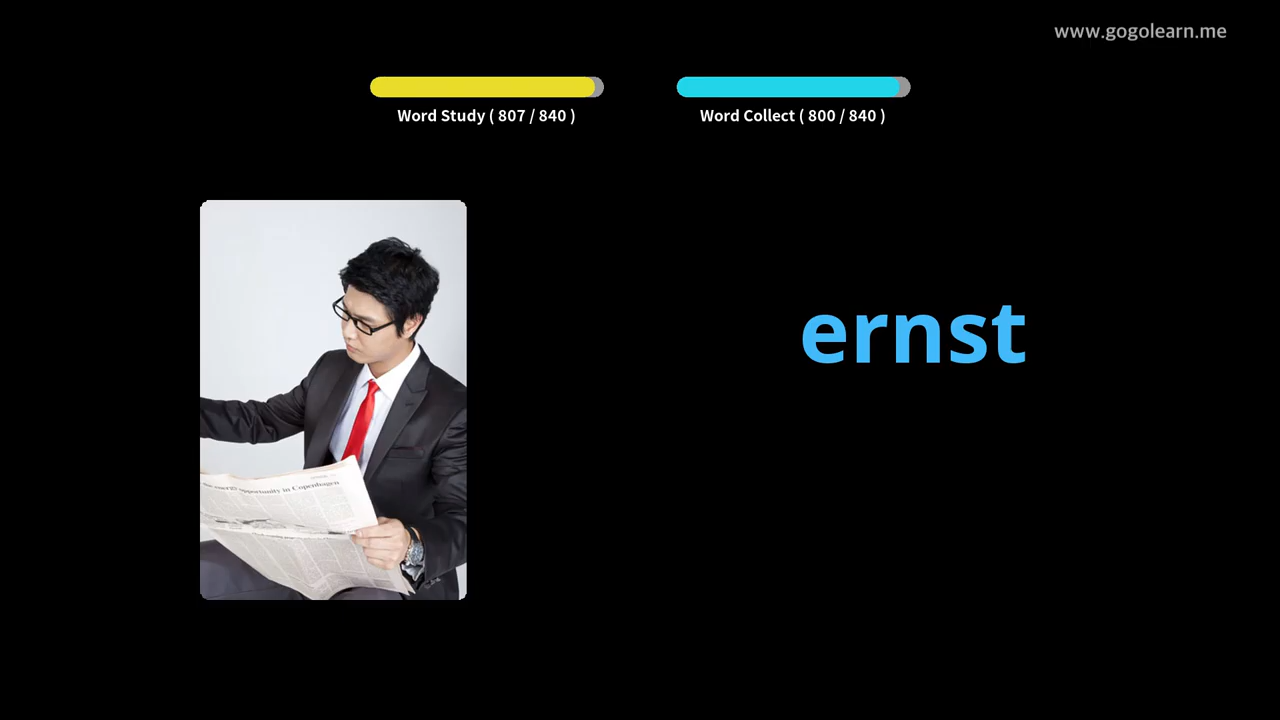 www.gogolearn.me
Word Study ( 807 / 840 )
Word Collect ( 800 / 840 )
ernst
opportunity in Copenhagen